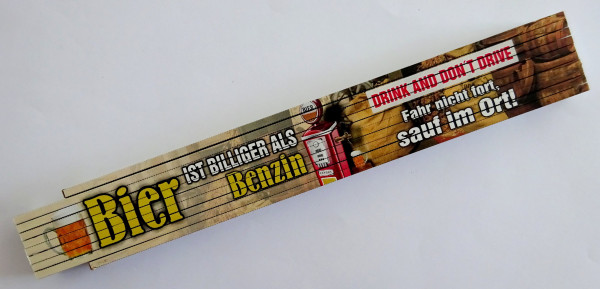 Bier
IST BILLIGER ALS
Benzin
DRINK AND DON'T DRIVE
Fahr nicht fort,
sauf im Ort!